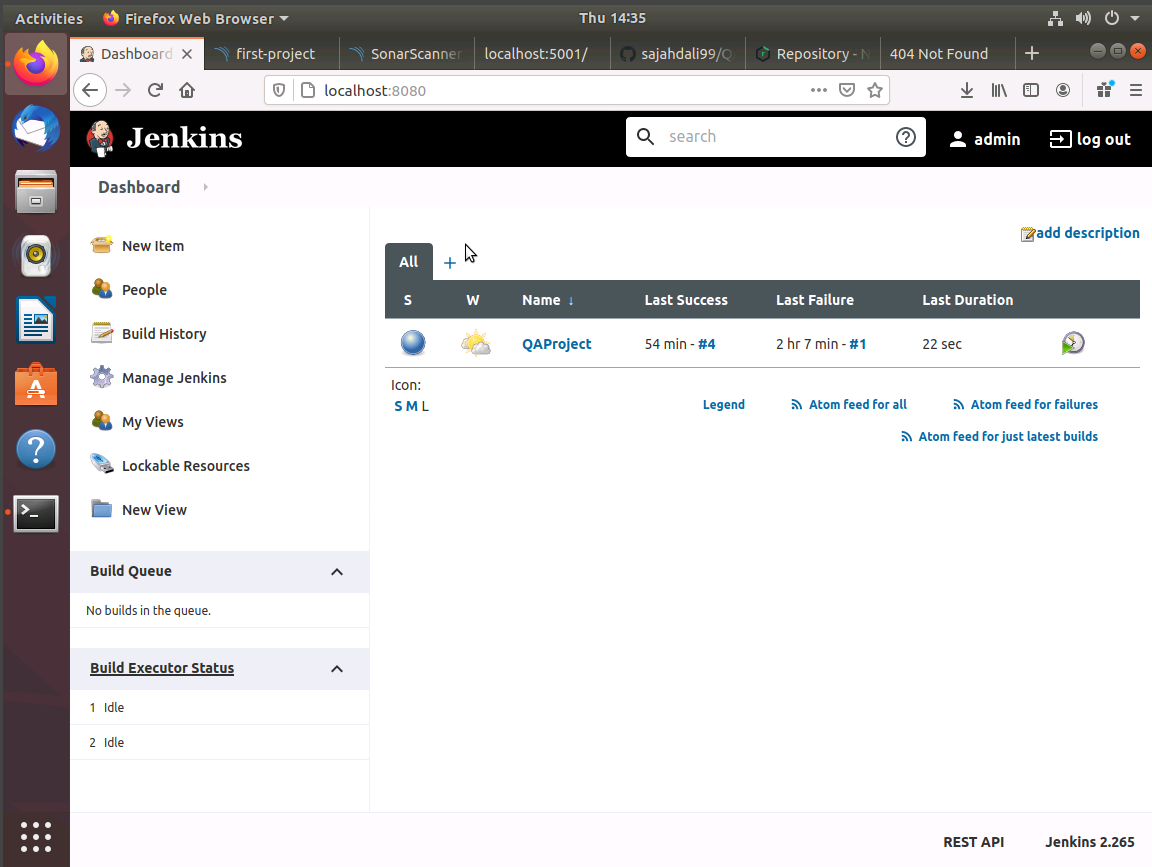 Activities Firefox Web Browser Thu 14:35
Dashboard first-project SonarScanner localhost:5001/ sajahdali99/Q Repository - N 404 Not Found
localhost:8080
Jenkins search admin log out
Dashboard
add description
New Item
People
Build History
Manage Jenkins
My Views
Lockable Resources
New View
All +
S W Name ↓ Last Success Last Failure Last Duration
QAProject 54 min - #4 2 hr 7 min - #1 22 sec
Icon:
S M L
Legend Atom feed for all Atom feed for failures
Atom feed for just latest builds
Build Queue
No builds in the queue.
Build Executor Status
1 Idle
2 Idle
REST API Jenkins 2.265